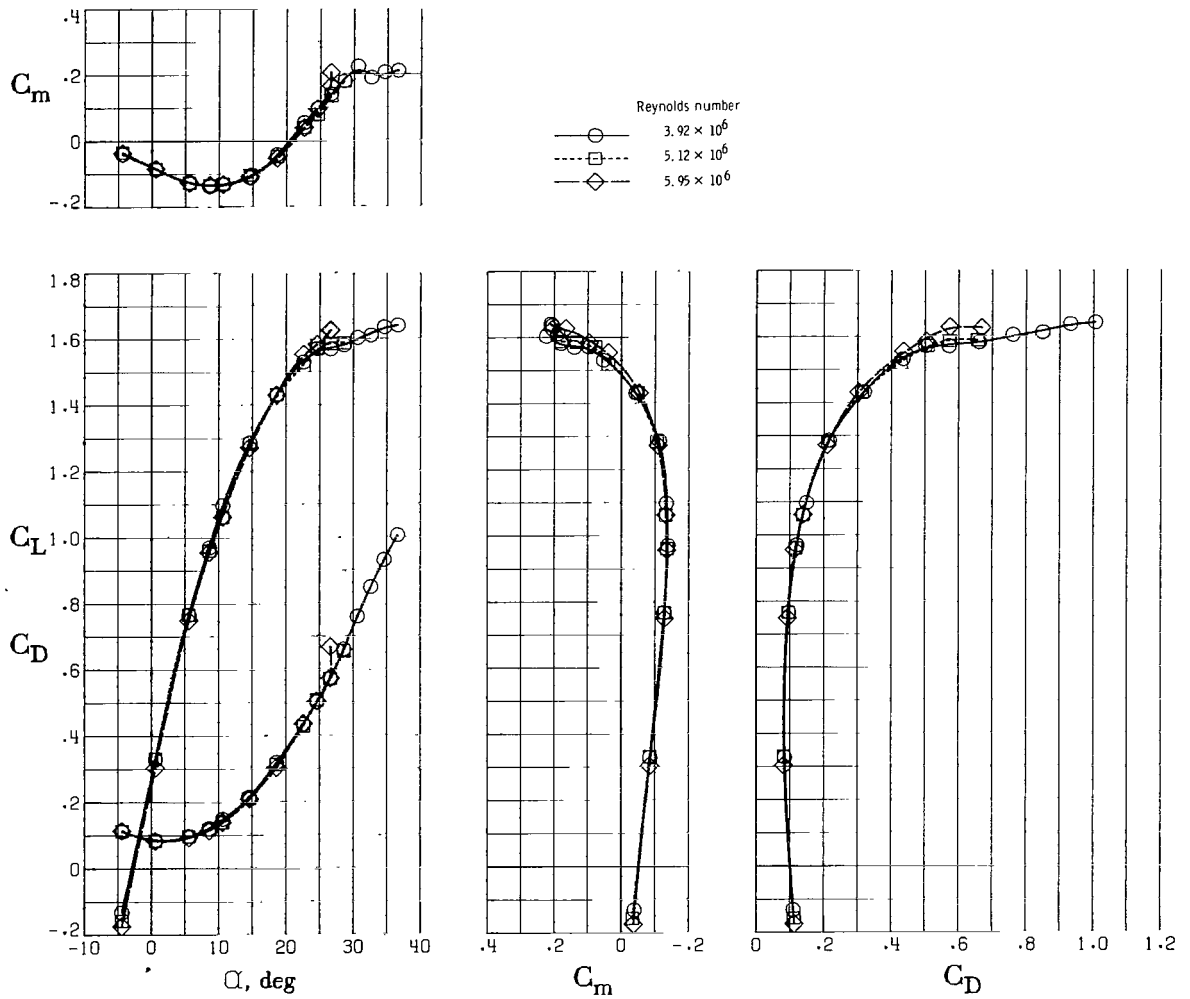 .4
.2
0
-.2
C_m
Reynolds number
3.92 × 10^6
5.12 × 10^6
5.95 × 10^6
1.8
1.6
1.4
1.2
C_L
1.0
.8
C_D
.6
.4
.2
0
-.2
-10 0 10 20 30 40
α, deg
.4 .2 0 -.2
C_m
0 .2 .4 .6 .8 1.0 1.2
C_D